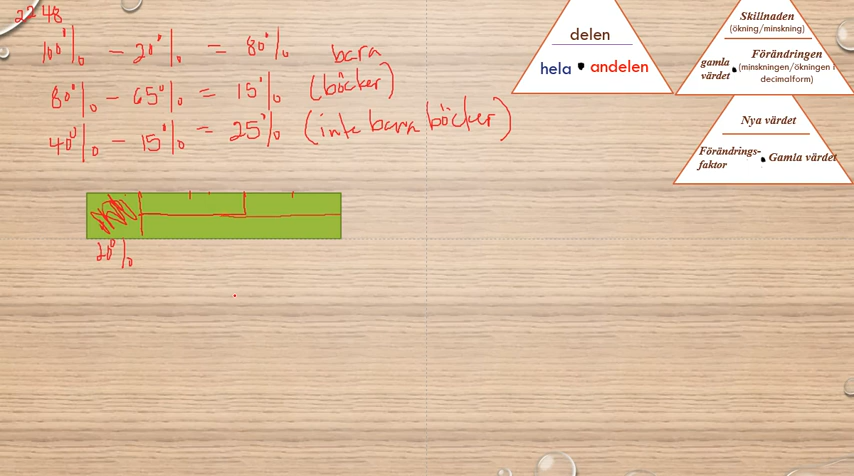 2248
100% - 20% = 80%
80% - 65% = 15% bara (böcker)
40% - 15% = 25% (inte bara böcker)
20%
delen
hela • andelen
Skillnaden
(ökning/minskning)
gamla värdet • Förändringen
(minskningen/ökningen i decimalform)
Nya värdet
Förändrings-
faktor • Gamla värdet